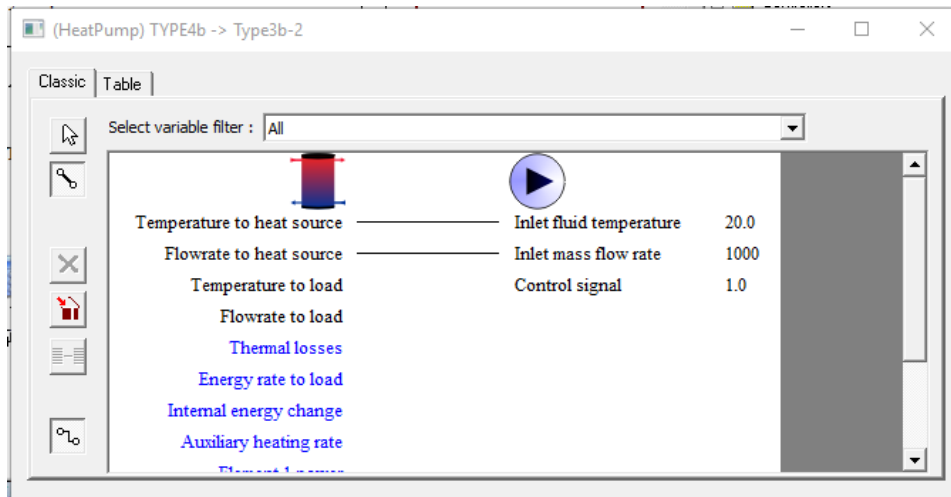 (HeatPump) TYPE4b -> Type3b-2
Classic Table
Select variable filter : All
Temperature to heat source Inlet fluid temperature 20.0
Flowrate to heat source Inlet mass flow rate 1000
Temperature to load Control signal 1.0
Flowrate to load
Thermal losses
Energy rate to load
Internal energy change
Auxiliary heating rate